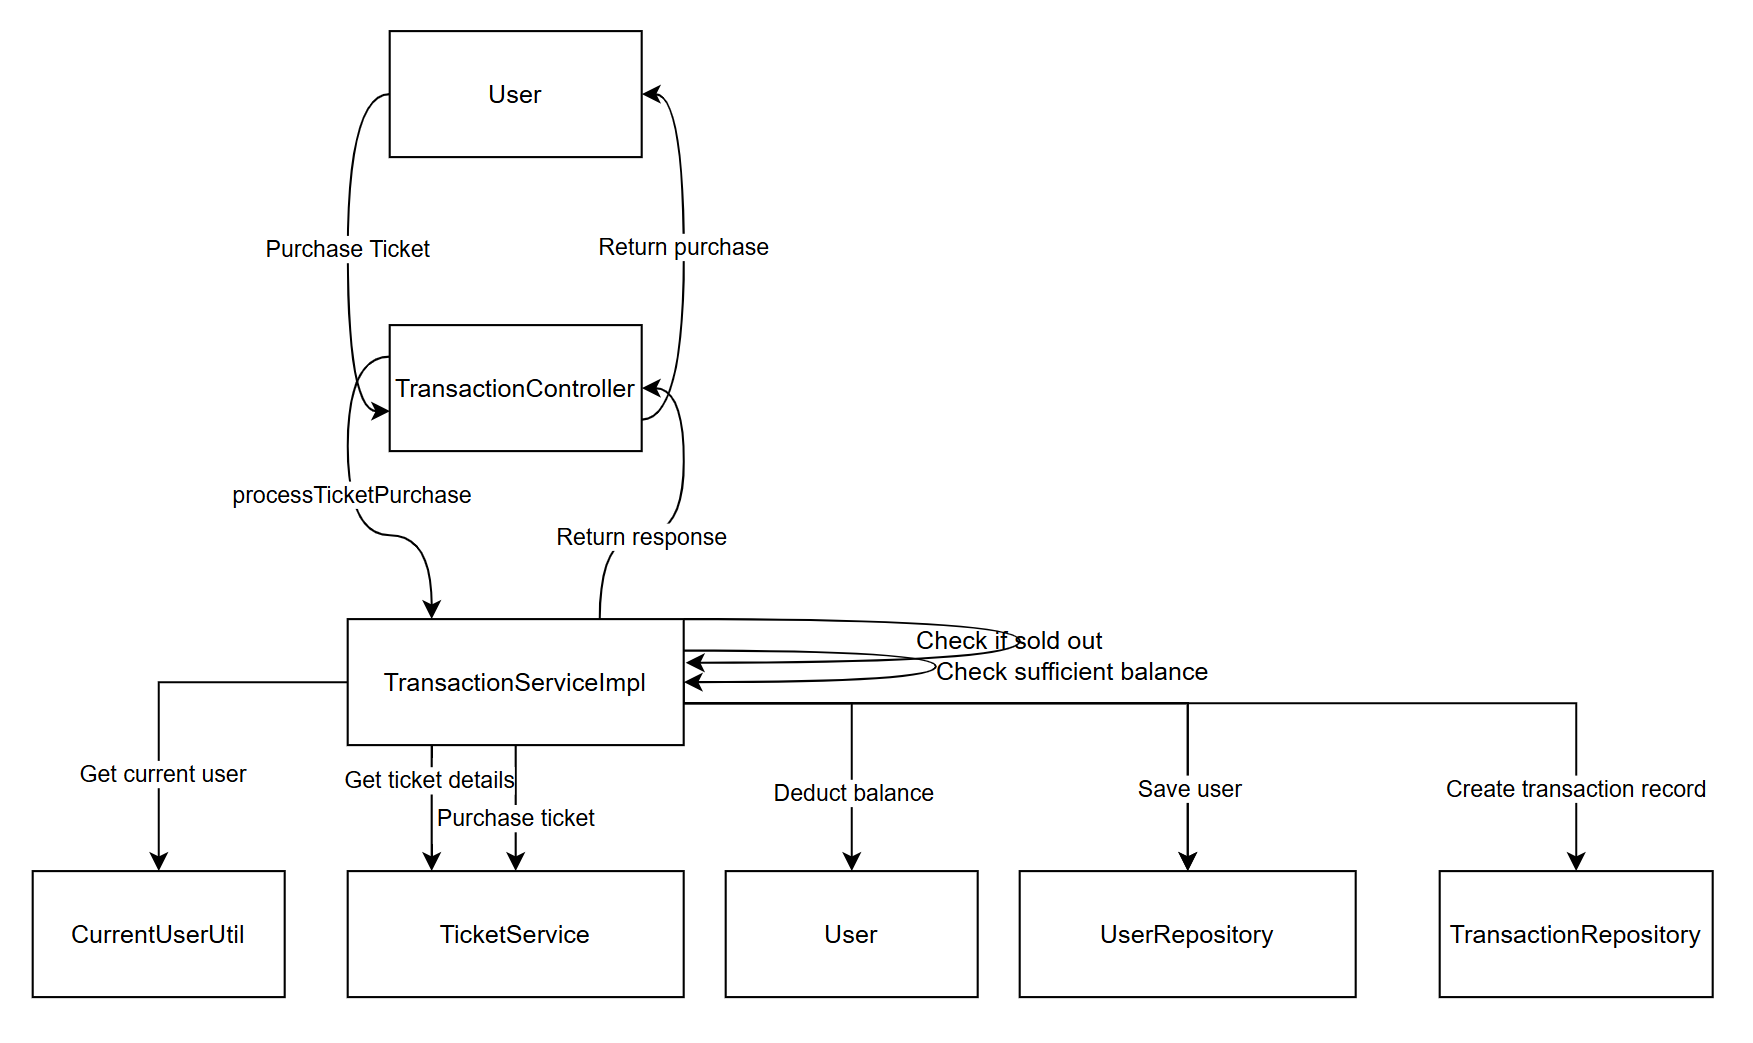 User
Purchase Ticket
Return purchase
TransactionController
processTicketPurchase
Return response
Check if sold out
Check sufficient balance
TransactionServiceImpl
Get current user
Get ticket details
Purchase ticket
Deduct balance
Save user
Create transaction record
CurrentUserUtil
TicketService
User
UserRepository
TransactionRepository